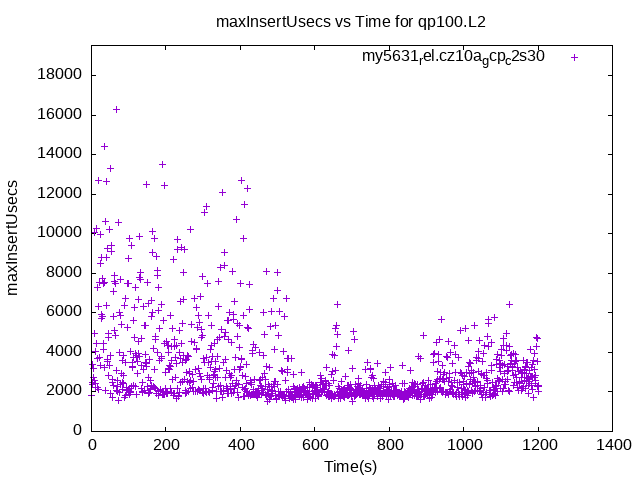 maxInsertUsecs vs Time for qp100.L2
my5631rel.cz10agcpc2s30
18000
16000
14000
12000
10000
8000
6000
4000
2000
0
maxInsertUsecs
0 200 400 600 800 1000 1200 1400
Time(s)